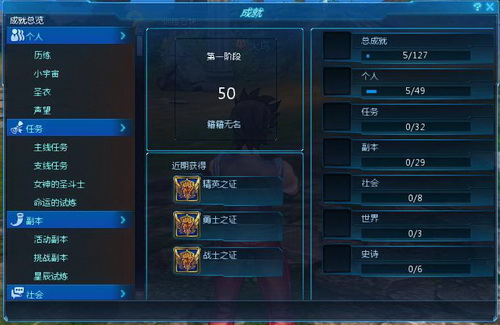 成就
成就总览
个人
历练
小宇宙
圣衣
声望
任务
主线任务
支线任务
女神的圣斗士
命运的试炼
副本
活动副本
挑战副本
星辰试炼
社会
第一阶段
50
籍籍无名
近期获得
精英之证
勇士之证
战士之证
总成就
5/127
个人
5/49
任务
0/32
副本
0/29
社会
0/8
世界
0/3
史诗
0/6